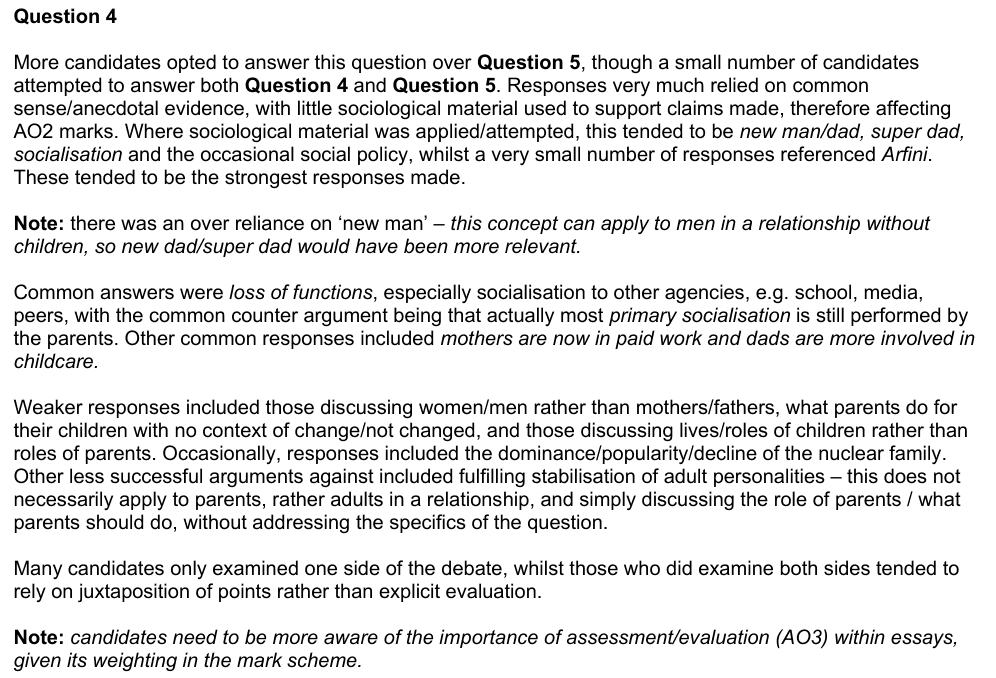 Question 4
More candidates opted to answer this question over Question 5, though a small number of candidates
attempted to answer both Question 4 and Question 5. Responses very much relied on common
sense/anecdotal evidence, with little sociological material used to support claims made, therefore affecting
AO2 marks. Where sociological material was applied/attempted, this tended to be new man/dad, super dad,
socialisation and the occasional social policy, whilst a very small number of responses referenced Arfini.
These tended to be the strongest responses made.
Note: there was an over reliance on ‘new man’ – this concept can apply to men in a relationship without
children, so new dad/super dad would have been more relevant.
Common answers were loss of functions, especially socialisation to other agencies, e.g. school, media,
peers, with the common counter argument being that actually most primary socialisation is still performed by
the parents. Other common responses included mothers are now in paid work and dads are more involved in
childcare.
Weaker responses included those discussing women/men rather than mothers/fathers, what parents do for
their children with no context of change/not changed, and those discussing lives/roles of children rather than
roles of parents. Occasionally, responses included the dominance/popularity/decline of the nuclear family.
Other less successful arguments against included fulfilling stabilisation of adult personalities – this does not
necessarily apply to parents, rather adults in a relationship, and simply discussing the role of parents / what
parents should do, without addressing the specifics of the question.
Many candidates only examined one side of the debate, whilst those who did examine both sides tended to
rely on juxtaposition of points rather than explicit evaluation.
Note: candidates need to be more aware of the importance of assessment/evaluation (AO3) within essays,
given its weighting in the mark scheme.